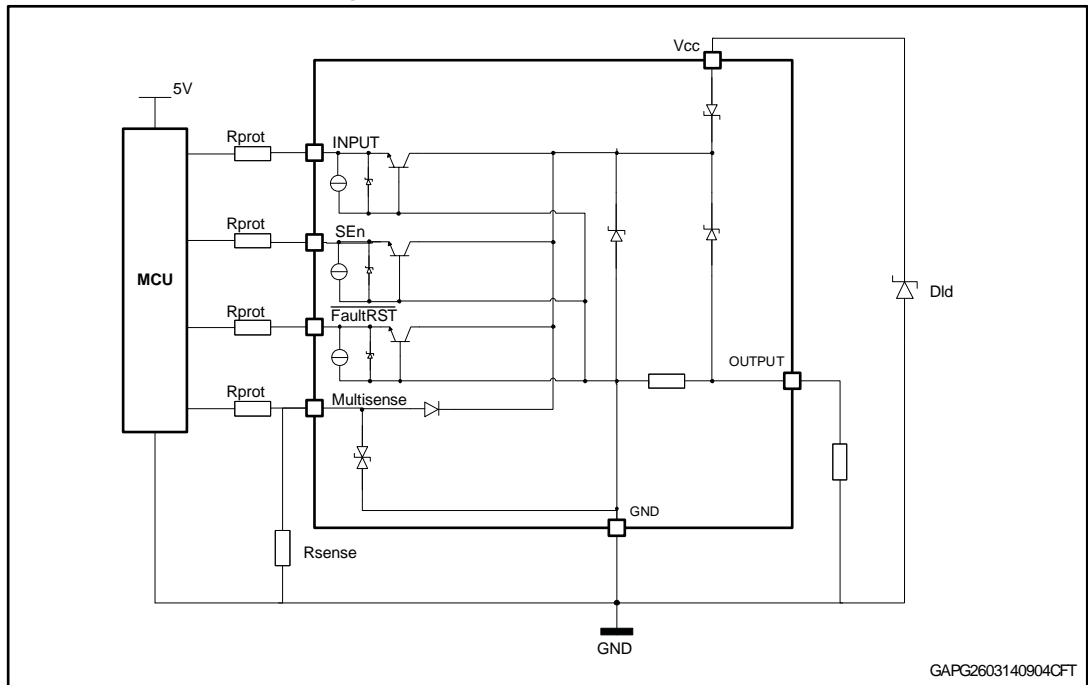 Vcc
5V
Rprot
INPUT
Rprot
SEn
MCU
Dld
Rprot
FaultRST
OUTPUT
Rprot
Multisense
GND
Rsense
GND
GAPG2603140904CFT